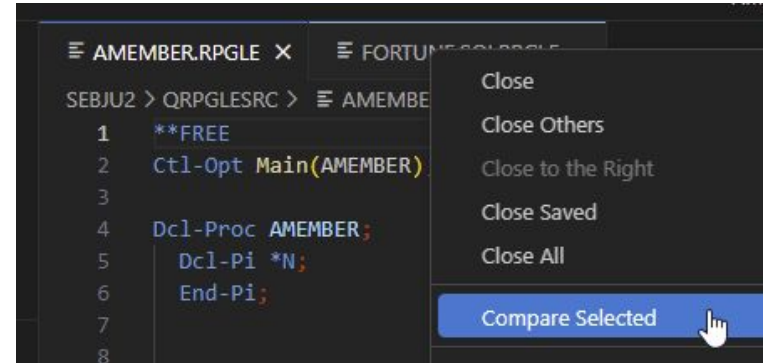 AMEMBER.RPGLE
SEBJU2 > QRPGLESRC >
1 **FREE
2 Ctl-Opt Main(AMEMBER)
3
4 Dcl-Proc AMEMBER;
5 Dcl-Pi *N;
6 End-Pi;
7
8
Close
Close Others
Close to the Right
Close Saved
Close All
Compare Selected